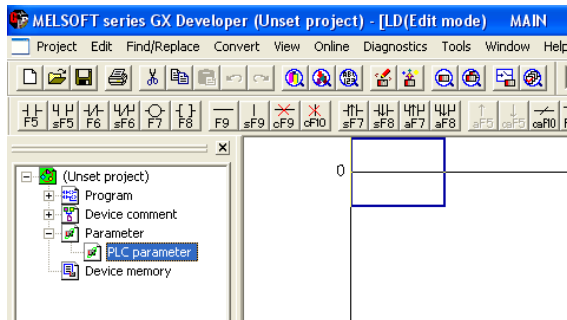 MELSOFT series GX Developer (Unset project) - [LD(Edit mode) MAIN
Project Edit Find/Replace Convert View Online Diagnostics Tools Window Help
F5 sF5 F6 sF6 F7 F8 F9 sF9 cF9 cF10 sF7 sF8 aF7 aF8 aF5 caF5 caF10
0
(Unset project)
Program
Device comment
Parameter
PLC parameter
Device memory